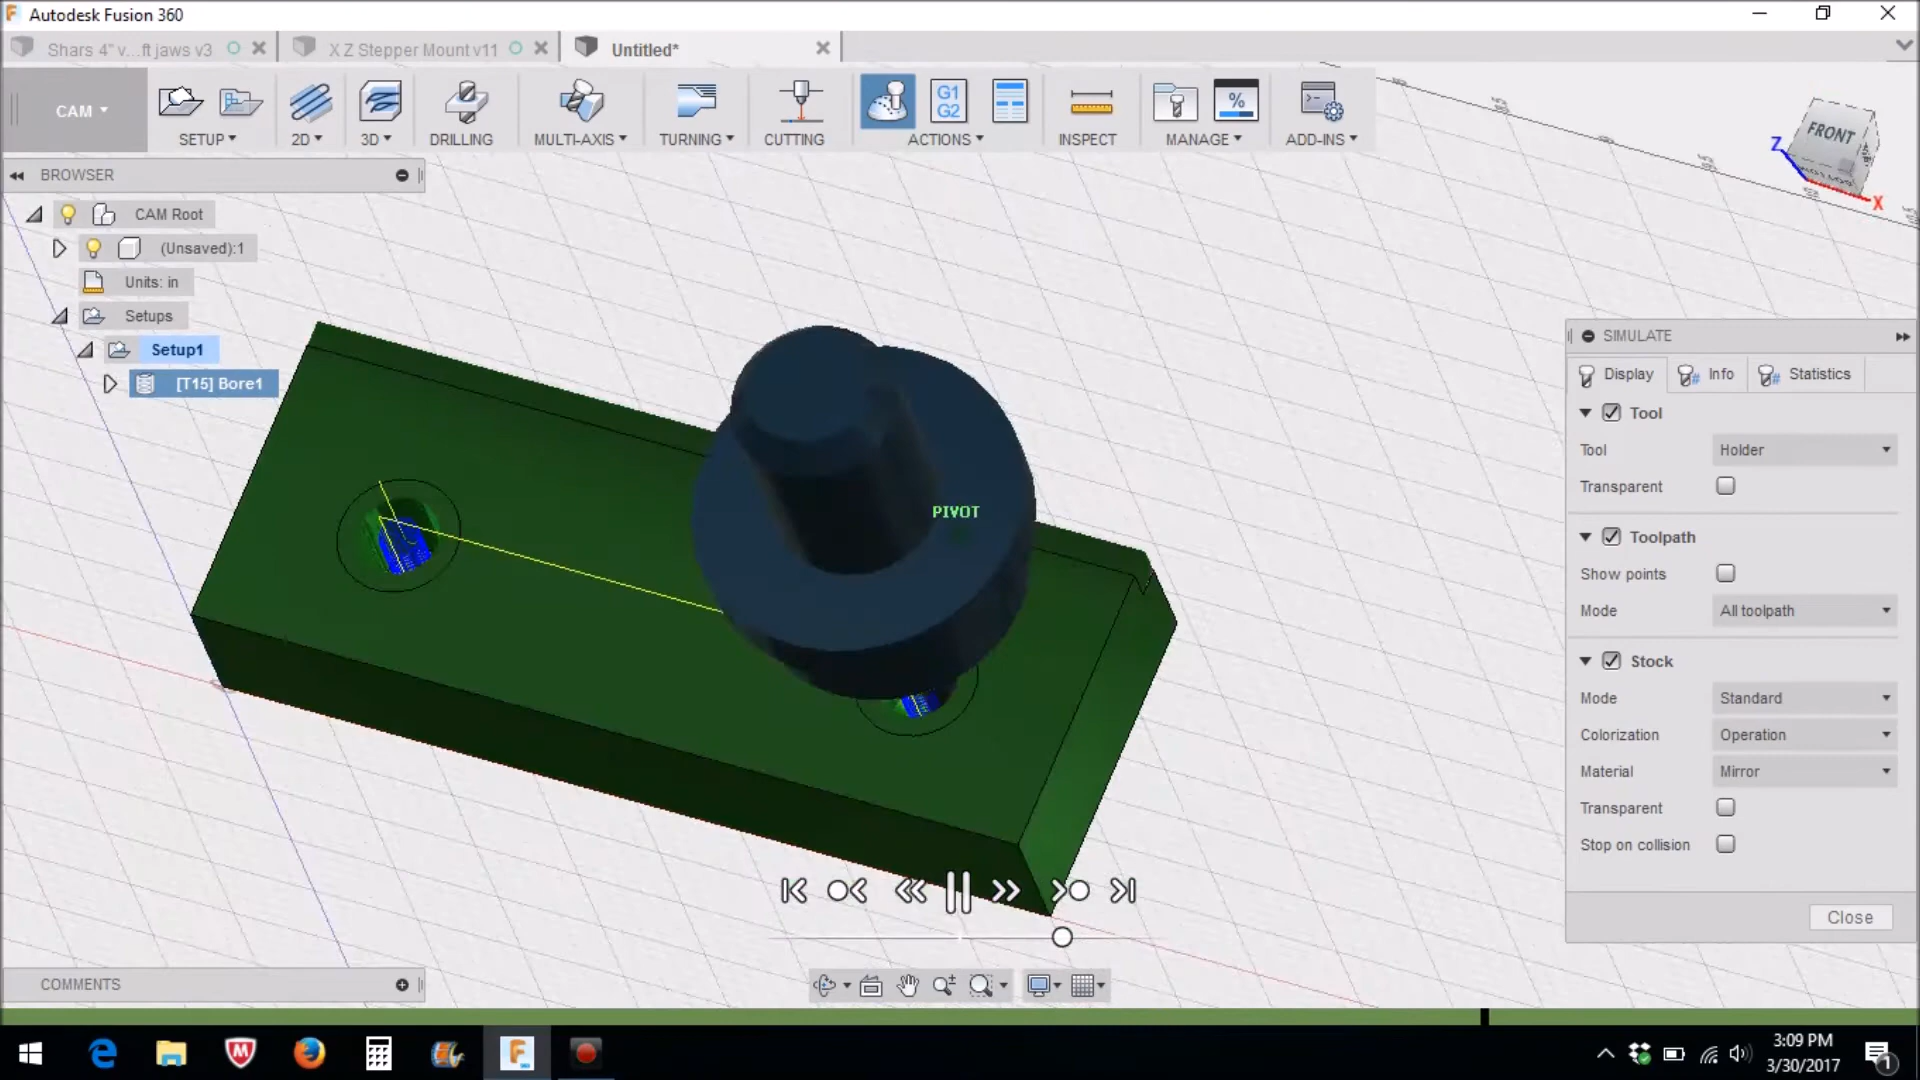 Autodesk Fusion 360
Shars 4" v...ft jaws v3
X Z Stepper Mount v11
Untitled*
CAM
G1
G2
%
SETUP
2D
3D
DRILLING
MULTI-AXIS
TURNING
CUTTING
ACTIONS
INSPECT
MANAGE
ADD-INS
FRONT
Z
X
BROWSER
CAM Root
(Unsaved):1
Units: in
Setups
Setup1
[T15] Bore1
PIVOT
SIMULATE
Display
Info
Statistics
Tool
Tool Holder
Transparent
Toolpath
Show points
Mode All toolpath
Stock
Mode Standard
Colorization Operation
Material Mirror
Transparent
Stop on collision
Close
COMMENTS
3:09 PM
3/30/2017
1